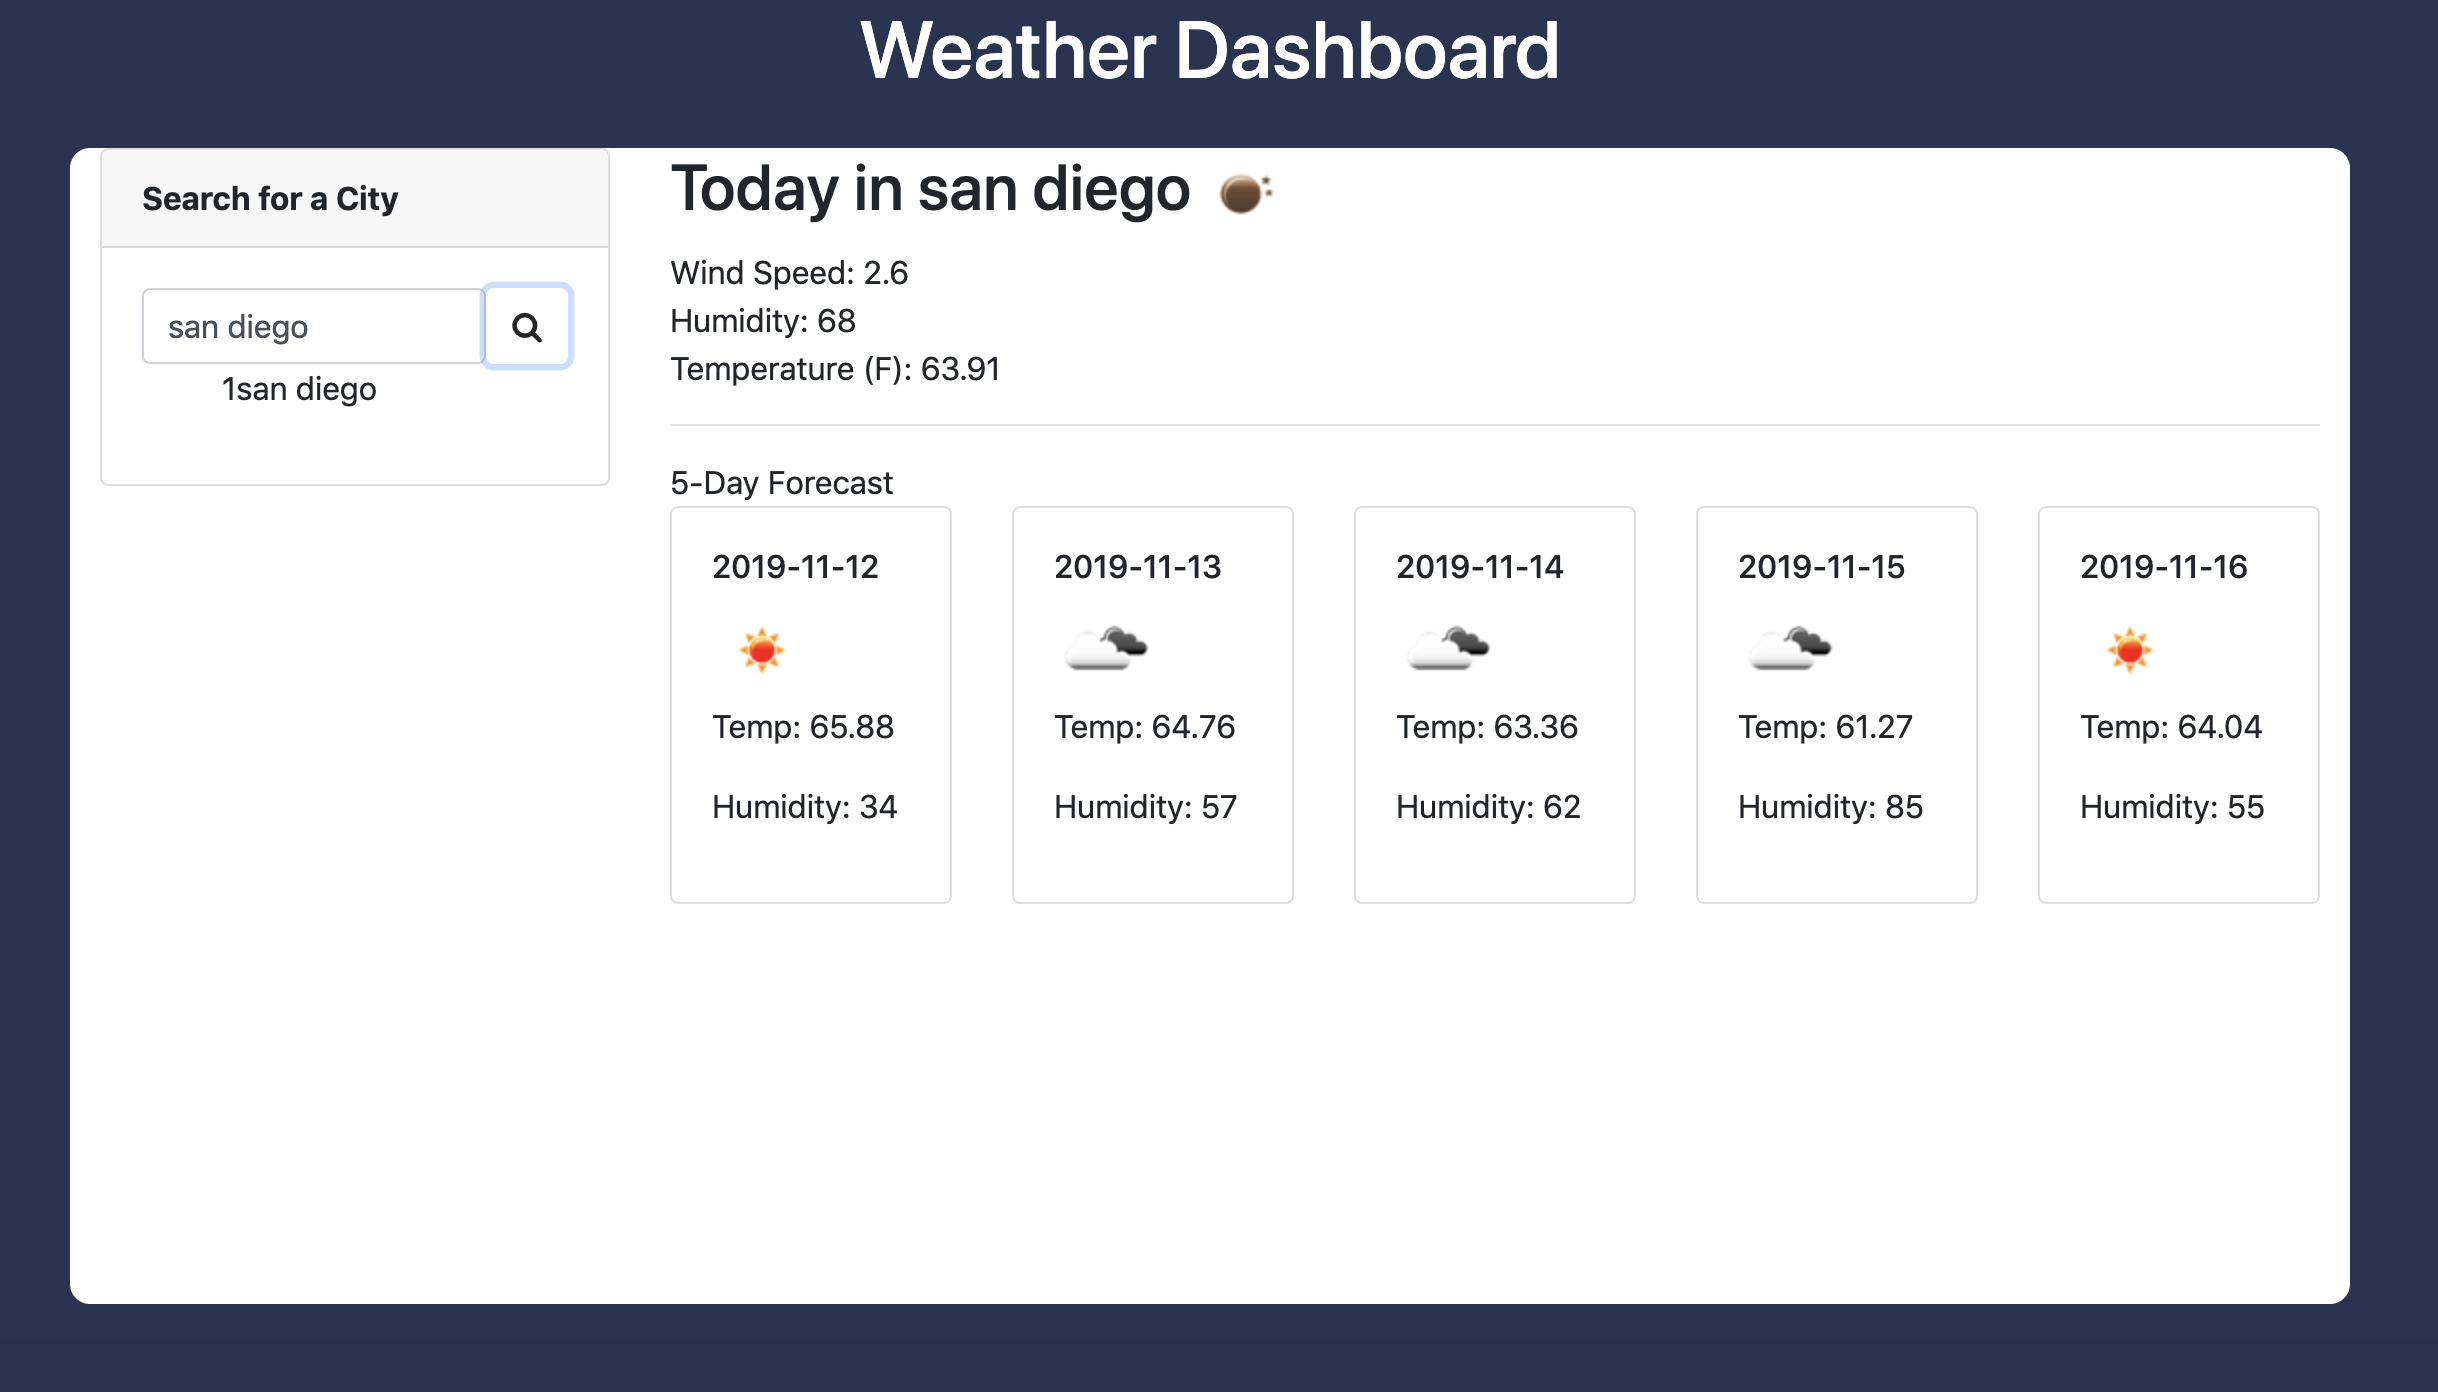 Weather Dashboard
Search for a City
san diego
1san diego
Today in san diego
Wind Speed: 2.6
Humidity: 68
Temperature (F): 63.91
5-Day Forecast
2019-11-12
Temp: 65.88
Humidity: 34
2019-11-13
Temp: 64.76
Humidity: 57
2019-11-14
Temp: 63.36
Humidity: 62
2019-11-15
Temp: 61.27
Humidity: 85
2019-11-16
Temp: 64.04
Humidity: 55